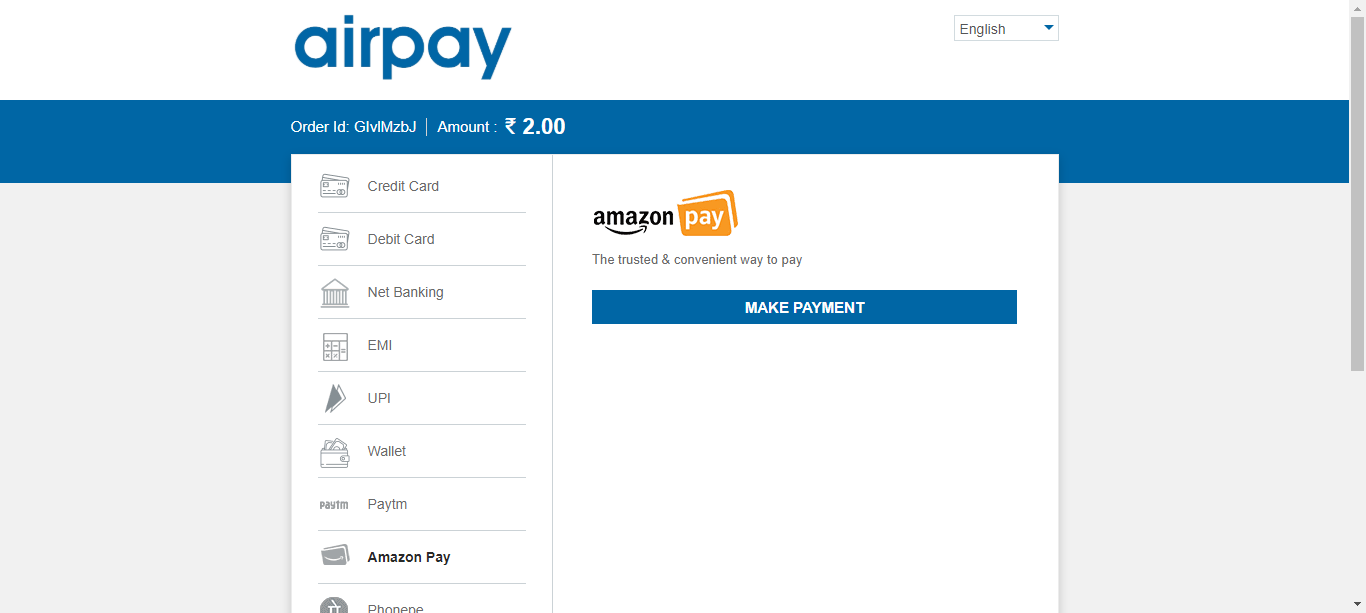 airpay
English
Order Id: GIvlMzbJ | Amount : ₹ 2.00
Credit Card
Debit Card
Net Banking
EMI
UPI
Wallet
Paytm Paytm
Amazon Pay
Phonepe
amazon pay
The trusted & convenient way to pay
MAKE PAYMENT